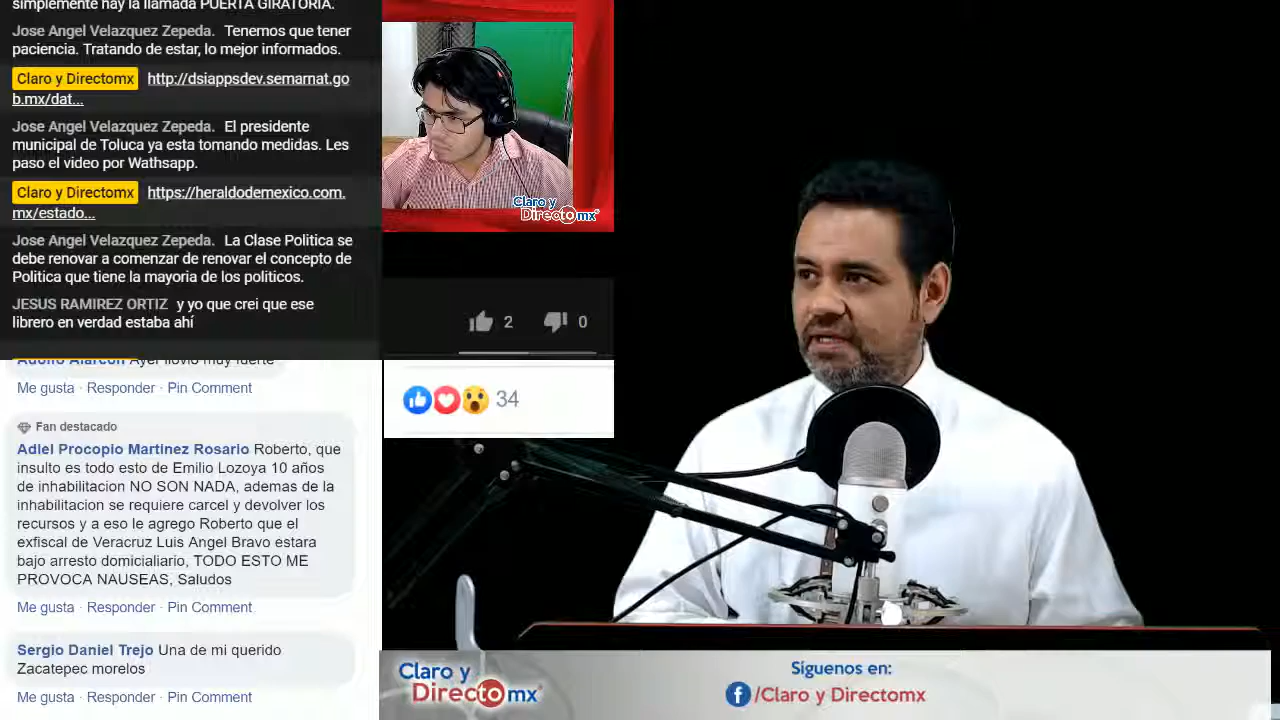 simplemente hay la llamada PUERTA GIRATORIA.
Jose Angel Velazquez Zepeda. Tenemos que tener
paciencia. Tratando de estar, lo mejor informados.
Claro y Directomx http://dsiappsdev.semarnat.go
b.mx/dat...
Jose Angel Velazquez Zepeda. El presidente
municipal de Toluca ya esta tomando medidas. Les
paso el video por Wathsapp.
Claro y Directomx https://heraldodemexico.com.
mx/estado...
Jose Angel Velazquez Zepeda. La Clase Politica se
debe renovar a comenzar de renovar el concepto de
Politica que tiene la mayoria de los politicos.
JESUS RAMIREZ ORTIZ y yo que crei que ese
librero en verdad estaba ahí
Adolfo Alarcon Ayer llovio muy fuerte
Me gusta · Responder · Pin Comment
Fan destacado
Adiel Procopio Martinez Rosario Roberto, que
insulto es todo esto de Emilio Lozoya 10 años
de inhabilitacion NO SON NADA, ademas de la
inhabilitacion se requiere carcel y devolver los
recursos y a eso le agrego Roberto que el
exfiscal de Veracruz Luis Angel Bravo estara
bajo arresto domicialiario, TODO ESTO ME
PROVOCA NAUSEAS, Saludos
Me gusta · Responder · Pin Comment
Sergio Daniel Trejo Una de mi querido
Zacatepec morelos
Me gusta · Responder · Pin Comment
Claro y
Directomx
2 0
34
Claro y
Directomx
Síguenos en:
f/Claro y Directomx